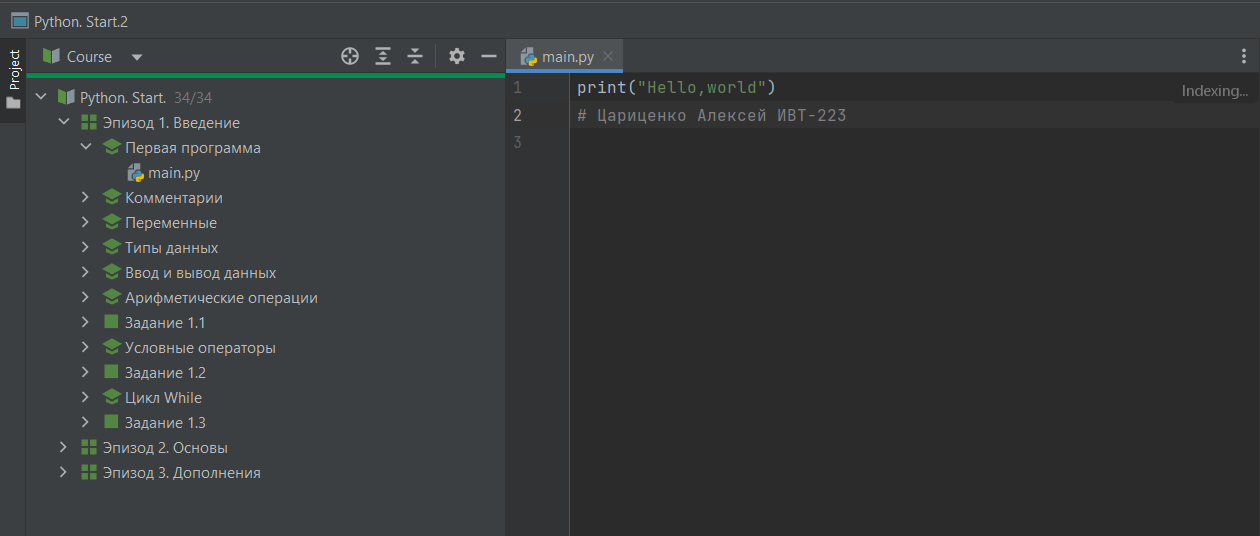 Python. Start.2
Project
Course
main.py
Python. Start. 34/34
Эпизод 1. Введение
Первая программа
main.py
Комментарии
Переменные
Типы данных
Ввод и вывод данных
Арифметические операции
Задание 1.1
Условные операторы
Задание 1.2
Цикл While
Задание 1.3
Эпизод 2. Основы
Эпизод 3. Дополнения
1 print("Hello,world")
Indexing...
2 # Цариценко Алексей ИВТ-223
3